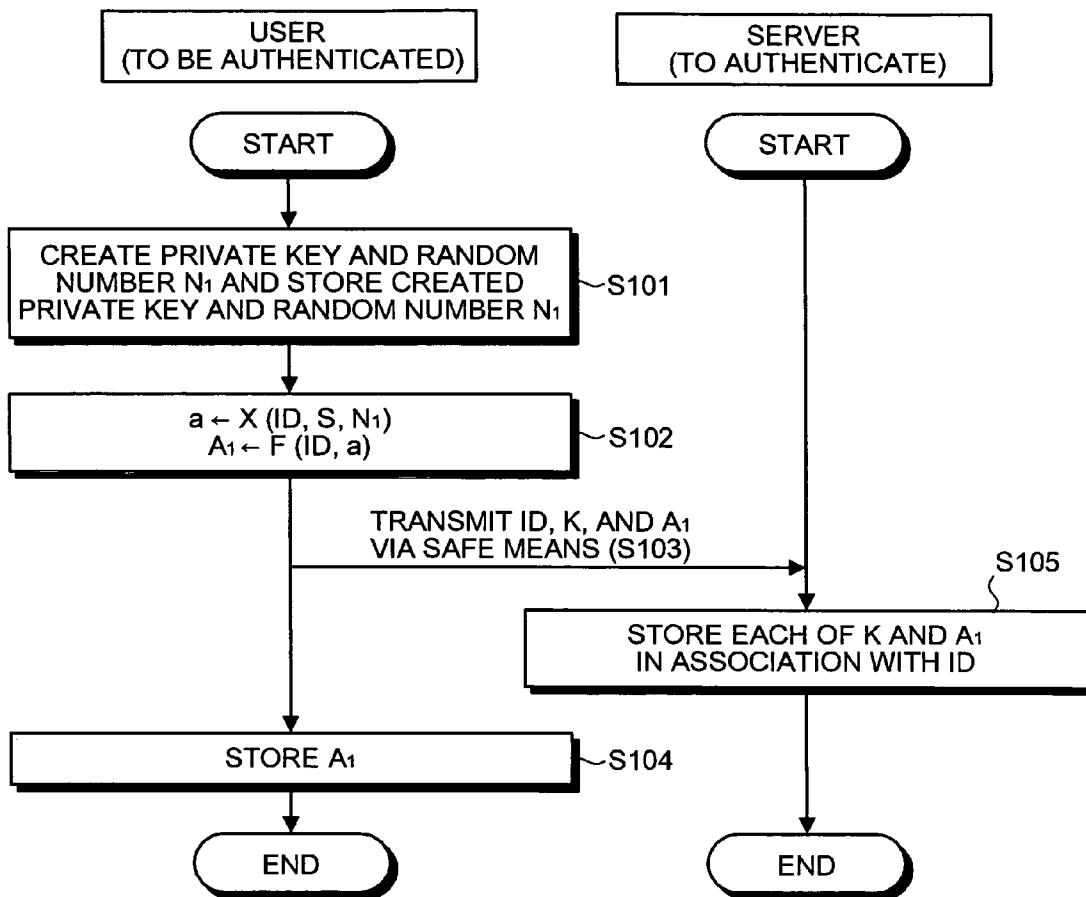 USER
(TO BE AUTHENTICATED)
SERVER
(TO AUTHENTICATE)
START
START
CREATE PRIVATE KEY AND RANDOM
NUMBER N₁ AND STORE CREATED
PRIVATE KEY AND RANDOM NUMBER N₁
S101
a ← X (ID, S, N₁)
A₁ ← F (ID, a)
S102
TRANSMIT ID, K, AND A₁
VIA SAFE MEANS (S103)
S105
STORE EACH OF K AND A₁
IN ASSOCIATION WITH ID
STORE A₁
S104
END
END